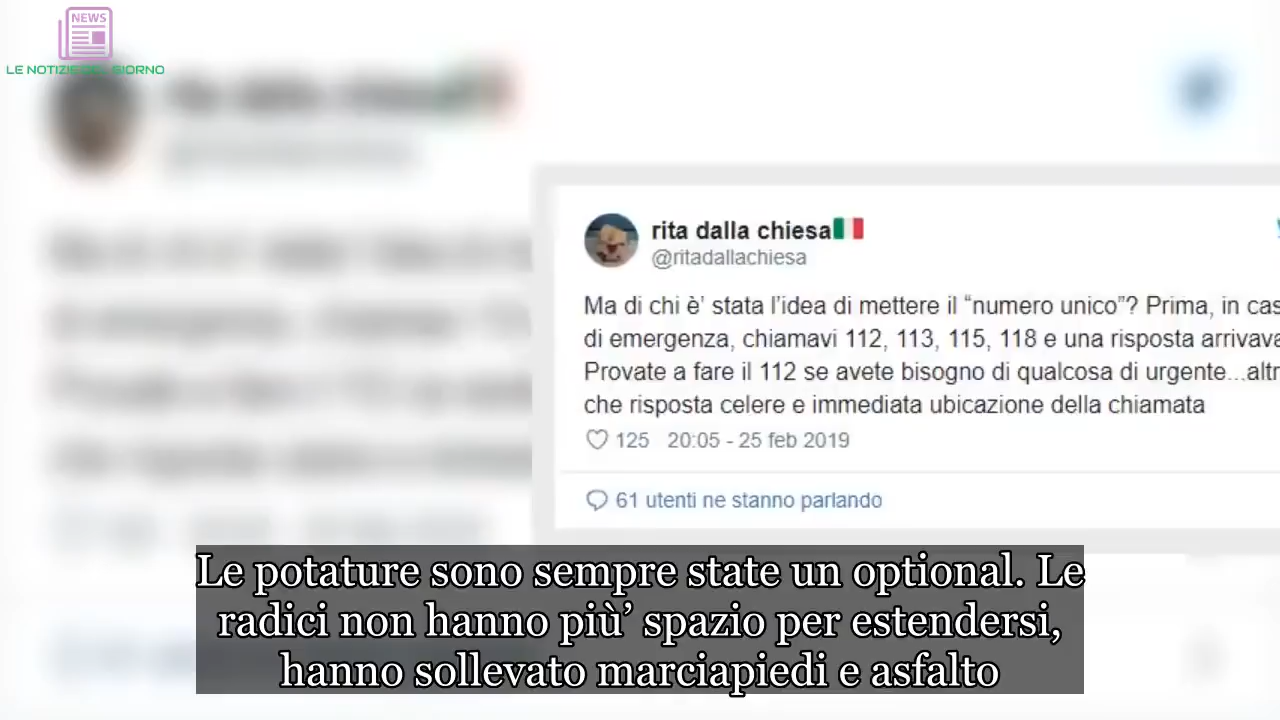 NEWS
LE NOTIZIE DEL GIORNO
rita dalla chiesa
@ritadallachiesa
Ma di chi è' stata l'idea di mettere il “numero unico”? Prima, in cas
di emergenza, chiamavi 112, 113, 115, 118 e una risposta arrivava
Provate a fare il 112 se avete bisogno di qualcosa di urgente...altr
che risposta celere e immediata ubicazione della chiamata
125 20:05 - 25 feb 2019
61 utenti ne stanno parlando
Le potature sono sempre state un optional. Le
radici non hanno più’ spazio per estendersi,
hanno sollevato marciapiedi e asfalto